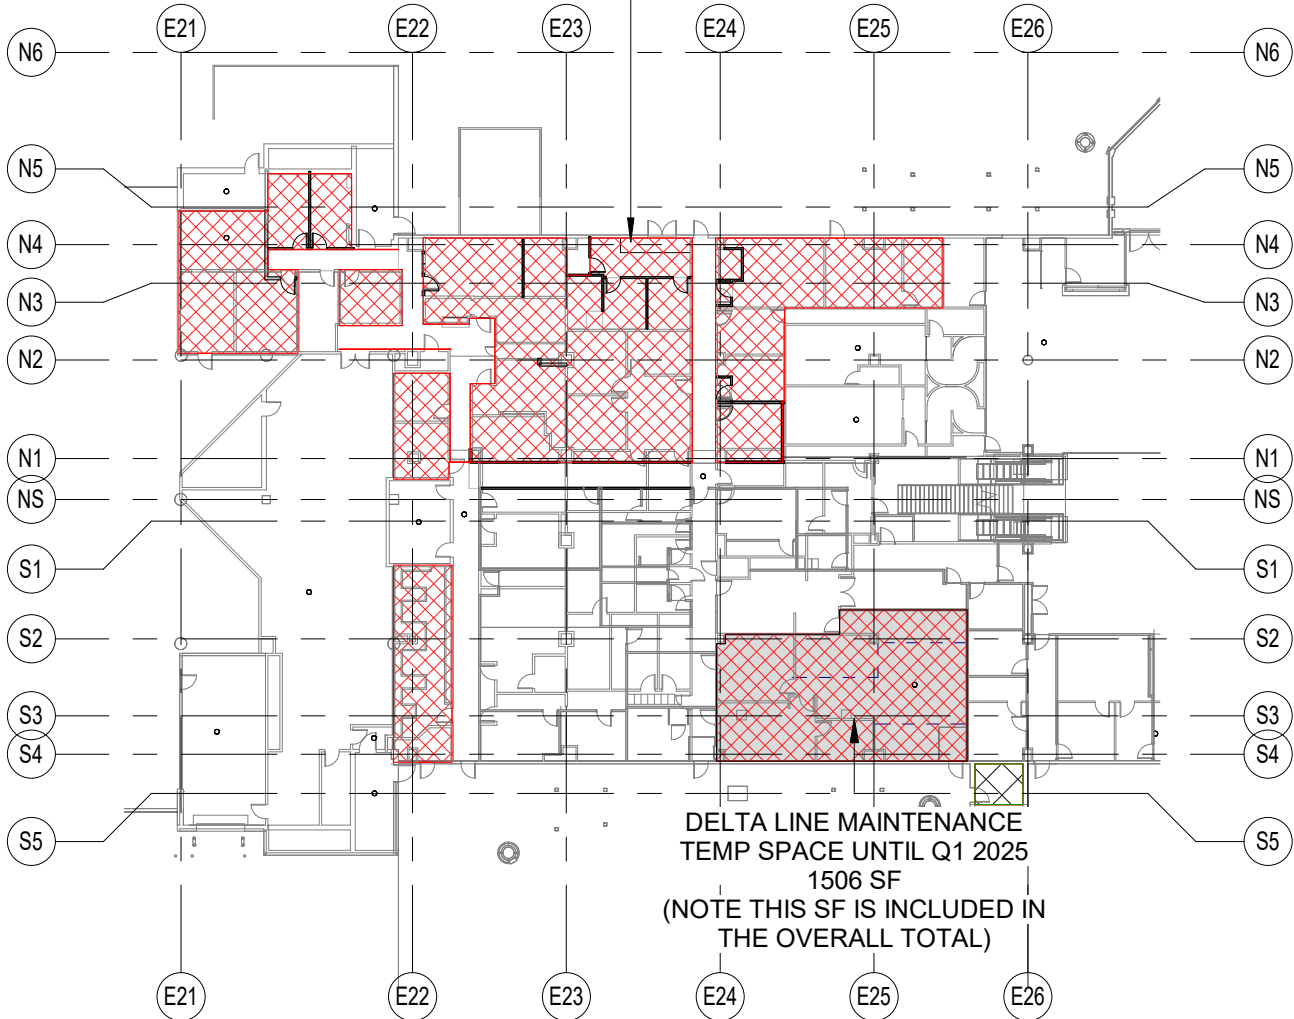 E21 E22 E23 E24 E25 E26
N6 N6
N5 N5
N4 N4
N3 N3
N2 N2
N1 N1
NS NS
S1 S1
S2 S2
S3 S3
S4 S4
S5 S5
DELTA LINE MAINTENANCE
TEMP SPACE UNTIL Q1 2025
1506 SF
(NOTE THIS SF IS INCLUDED IN
THE OVERALL TOTAL)
E21 E22 E23 E24 E25 E26